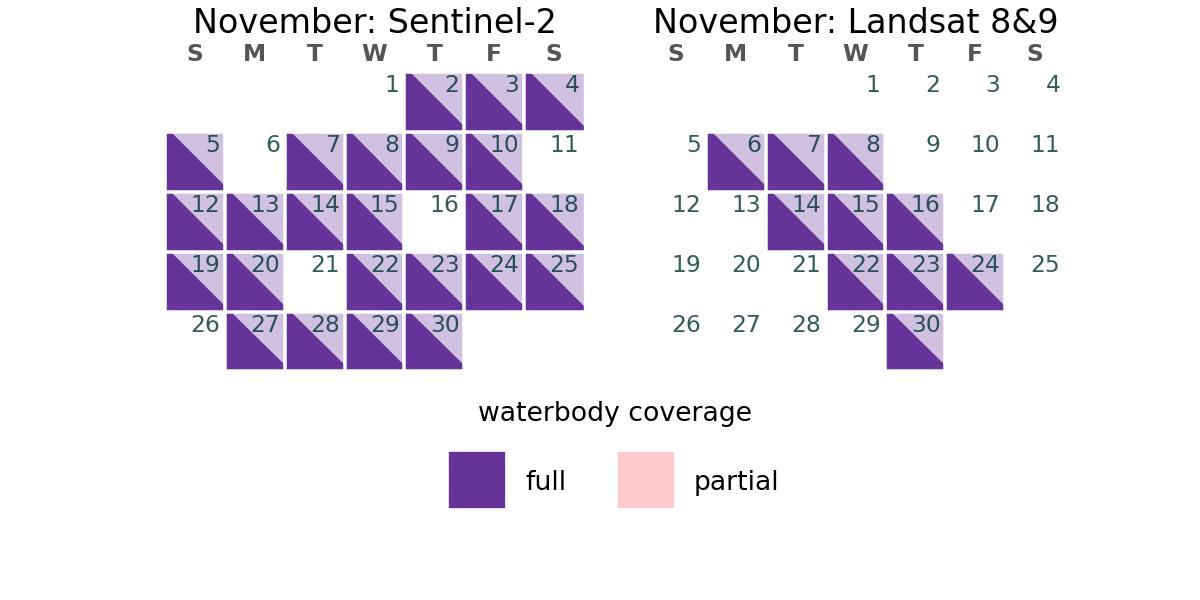 November: Sentinel-2
S M T W T F S
1 2 3 4
5 6 7 8 9 10 11
12 13 14 15 16 17 18
19 20 21 22 23 24 25
26 27 28 29 30
November: Landsat 8&9
S M T W T F S
1 2 3 4
5 6 7 8 9 10 11
12 13 14 15 16 17 18
19 20 21 22 23 24 25
26 27 28 29 30
waterbody coverage
full partial